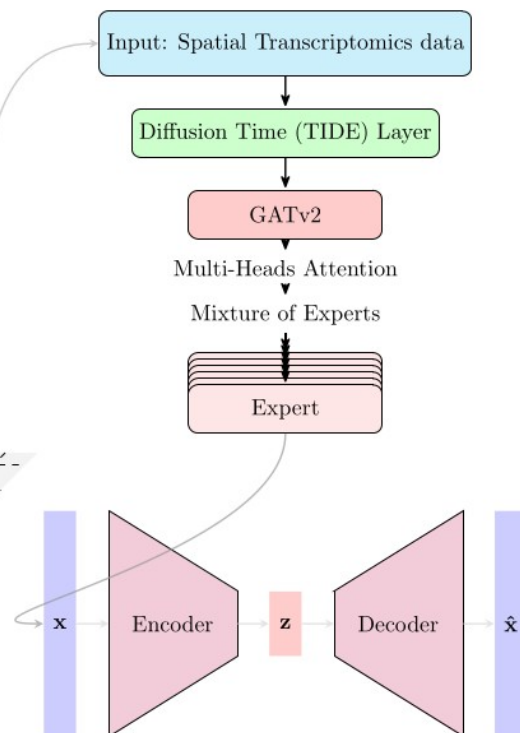 Input: Spatial Transcriptomics data
Diffusion Time (TIDE) Layer
GATv2
Multi-Heads Attention
Mixture of Experts
Expert
x
Encoder
z
Decoder
x̂